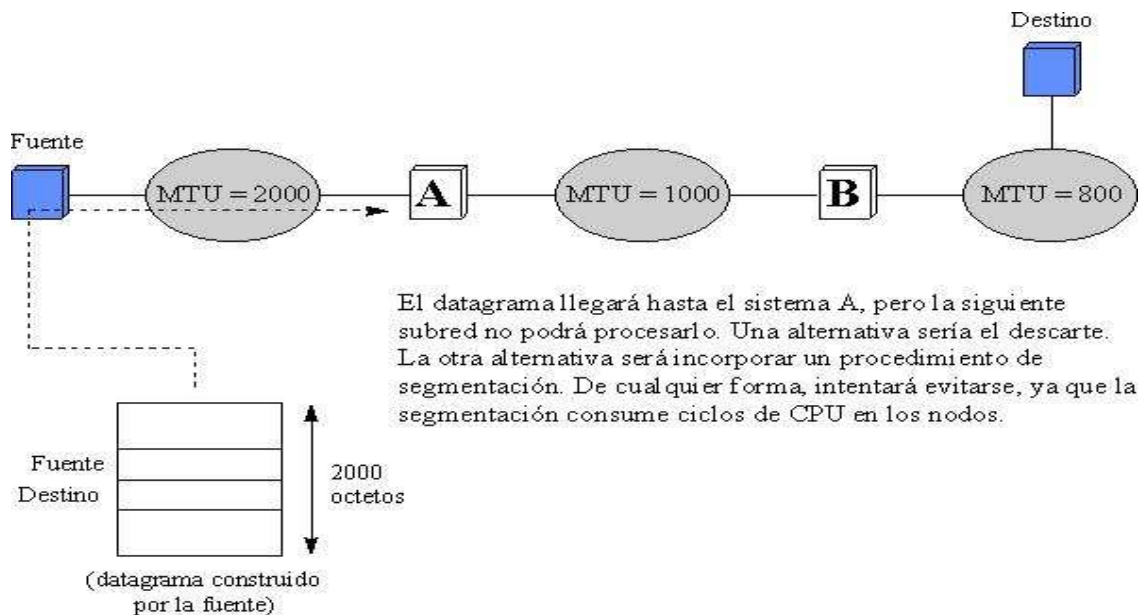 Destino
Fuente
MTU = 2000
A
MTU = 1000
B
MTU = 800
El datagrama llegará hasta el sistema A, pero la siguiente
subred no podrá procesarlo. Una alternativa sería el descarte.
La otra alternativa será incorporar un procedimiento de
segmentación. De cualquier forma, intentará evitarse, ya que la
segmentación consume ciclos de CPU en los nodos.
Fuente
Destino
2000
octetos
(datagrama construido
por la fuente)